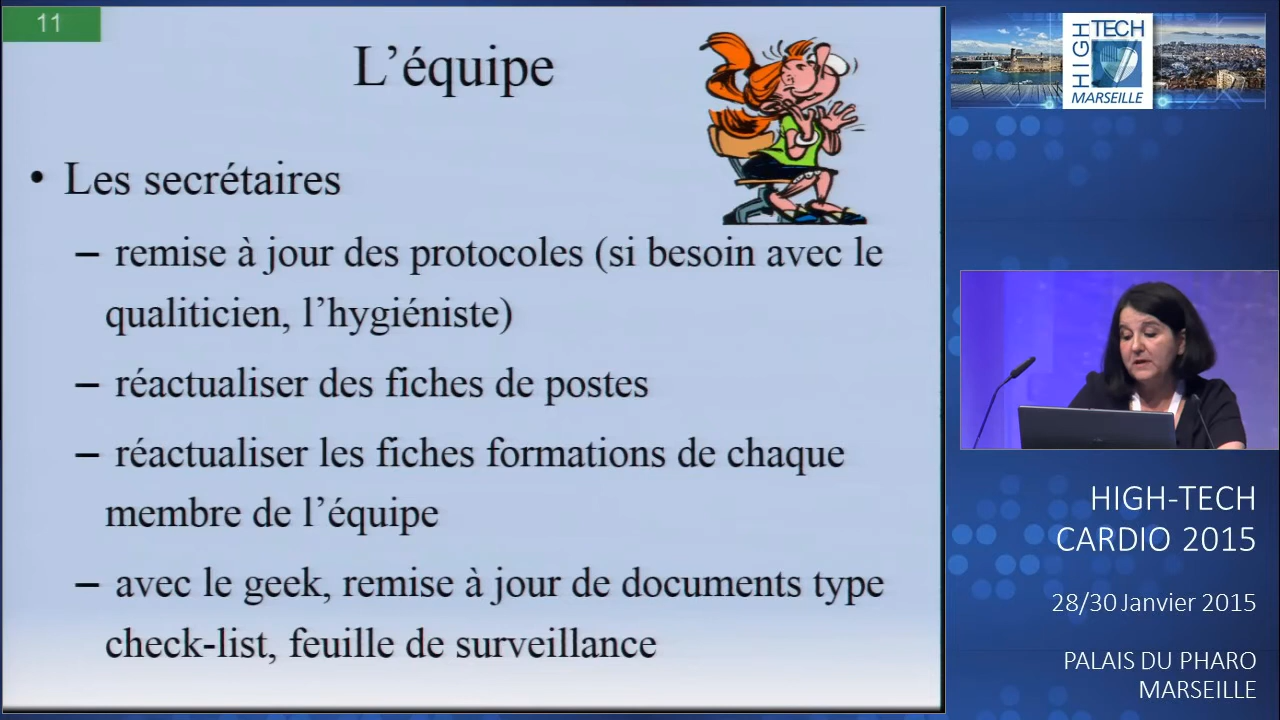 11
L'équipe
• Les secrétaires
– remise à jour des protocoles (si besoin avec le
qualiticien, l'hygiéniste)
– réactualiser des fiches de postes
– réactualiser les fiches formations de chaque
membre de l'équipe
– avec le geek, remise à jour de documents type
check-list, feuille de surveillance
HIGH
TECH
MARSEILLE
HIGH-TECH
CARDIO 2015
28/30 Janvier 2015
PALAIS DU PHARO
MARSEILLE